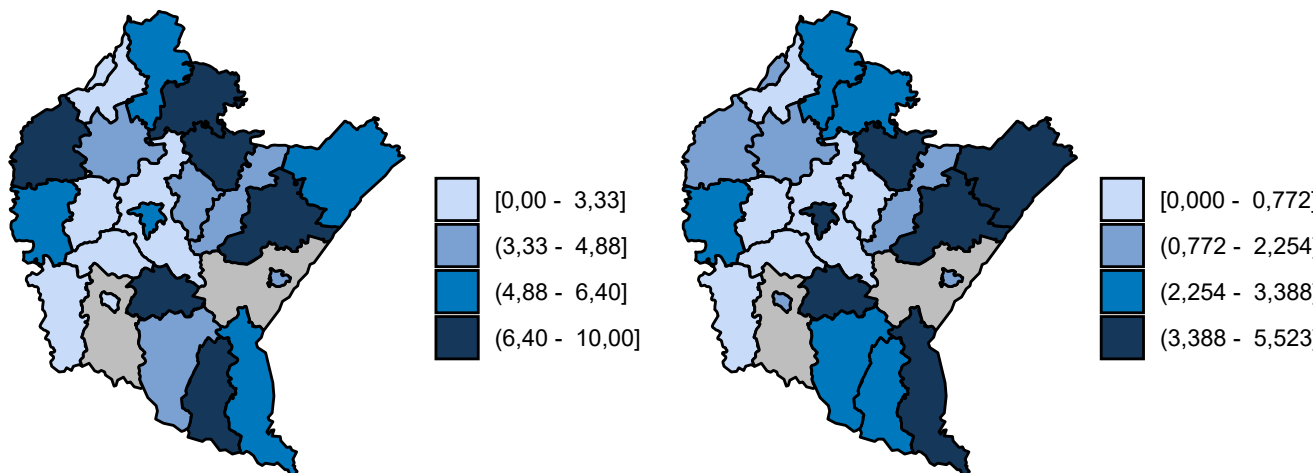 [0,00 - 3,33]
(3,33 - 4,88]
(4,88 - 6,40]
(6,40 - 10,00]
[0,000 - 0,772]
(0,772 - 2,254]
(2,254 - 3,388]
(3,388 - 5,523]